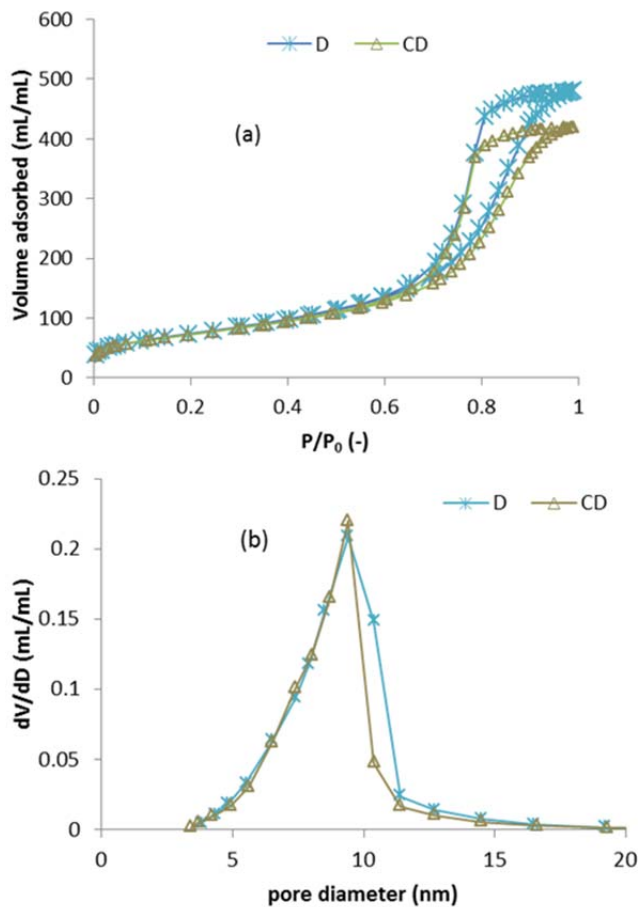 600
D
CD
500
(a)
400
300
200
100
0
Volume adsorbed (mL/mL)
0 0.2 0.4 0.6 0.8 1
P/P₀ (-)
0.25
D
CD
(b)
0.2
0.15
0.1
0.05
0
dV/dD (mL/mL)
0 5 10 15 20
pore diameter (nm)